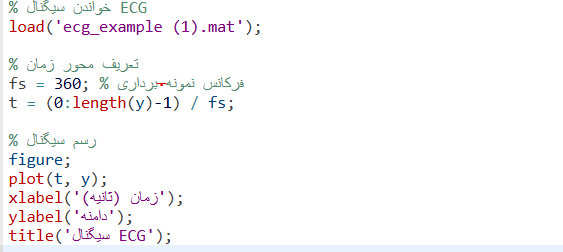 % خواندن سیگنال ECG
load('ecg_example (1).mat');
% تعریف محور زمان
fs = 360; % فرکانس نمونه-برداری
t = (0:length(y)-1) / fs;
% رسم سیگنال
figure;
plot(t, y);
xlabel('زمان (ثانیه)');
ylabel('دامنه');
title('سیگنال ECG');